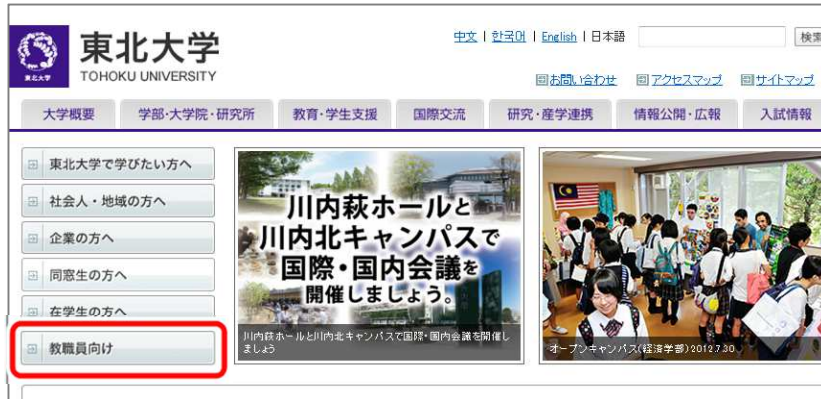 東北大学
東北大学
TOHOKU UNIVERSITY
中文 | 한국어 | English | 日本語
検索
お問い合わせ
アクセスマップ
サイトマップ
大学概要
学部・大学院・研究所
教育・学生支援
国際交流
研究・産学連携
情報公開・広報
入試情報
東北大学で学びたい方へ
社会人・地域の方へ
企業の方へ
同窓生の方へ
在学生の方へ
教職員向け
川内萩ホールと
川内北キャンパスで
国際・国内会議を
開催しましょう。
川内萩ホールと川内北キャンパスで国際・国内会議を開催し
ましょう
オープンキャンパス(経済学部)2012.7.30